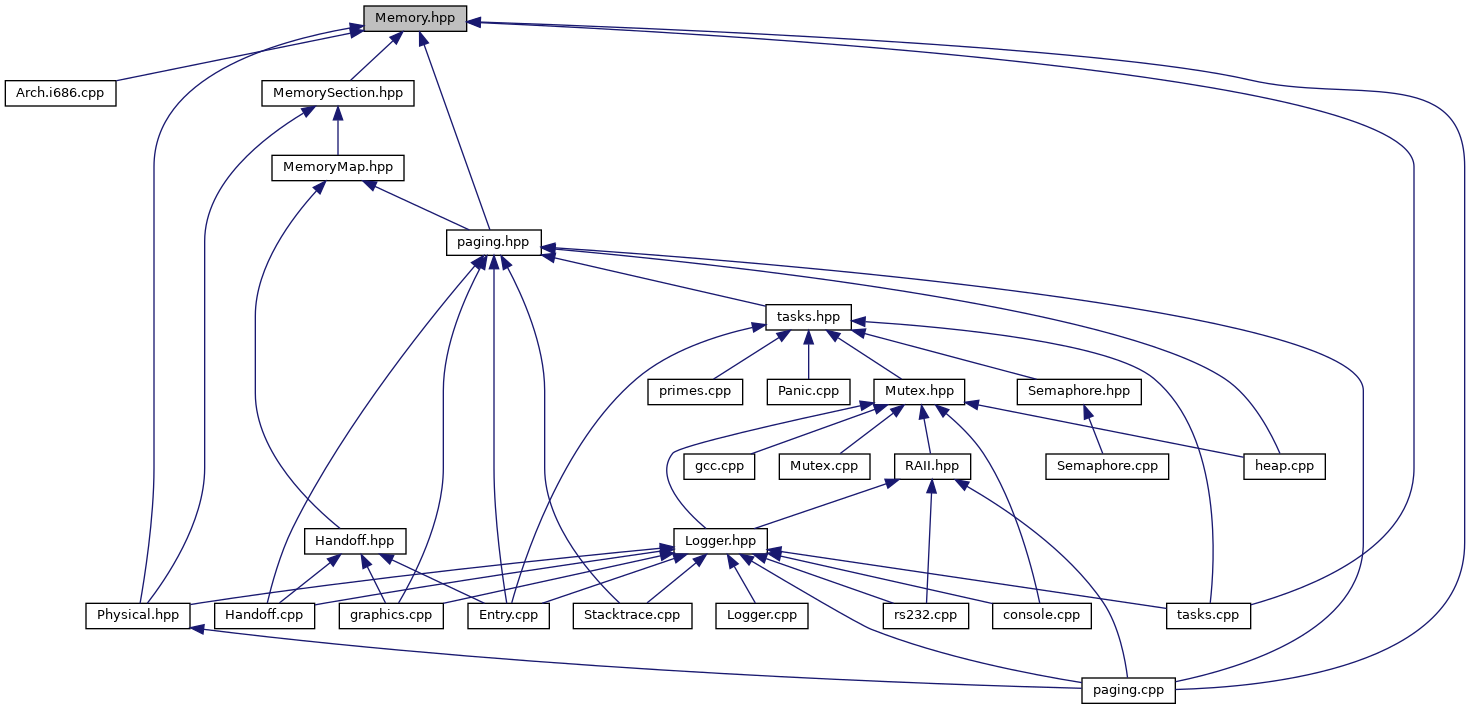 Memory.hpp
Arch.i686.cpp
MemorySection.hpp
MemoryMap.hpp
paging.hpp
tasks.hpp
primes.cpp
Panic.cpp
Mutex.hpp
Semaphore.hpp
gcc.cpp
Mutex.cpp
RAII.hpp
Semaphore.cpp
heap.cpp
Handoff.hpp
Logger.hpp
Physical.hpp
Handoff.cpp
graphics.cpp
Entry.cpp
Stacktrace.cpp
Logger.cpp
rs232.cpp
console.cpp
tasks.cpp
paging.cpp